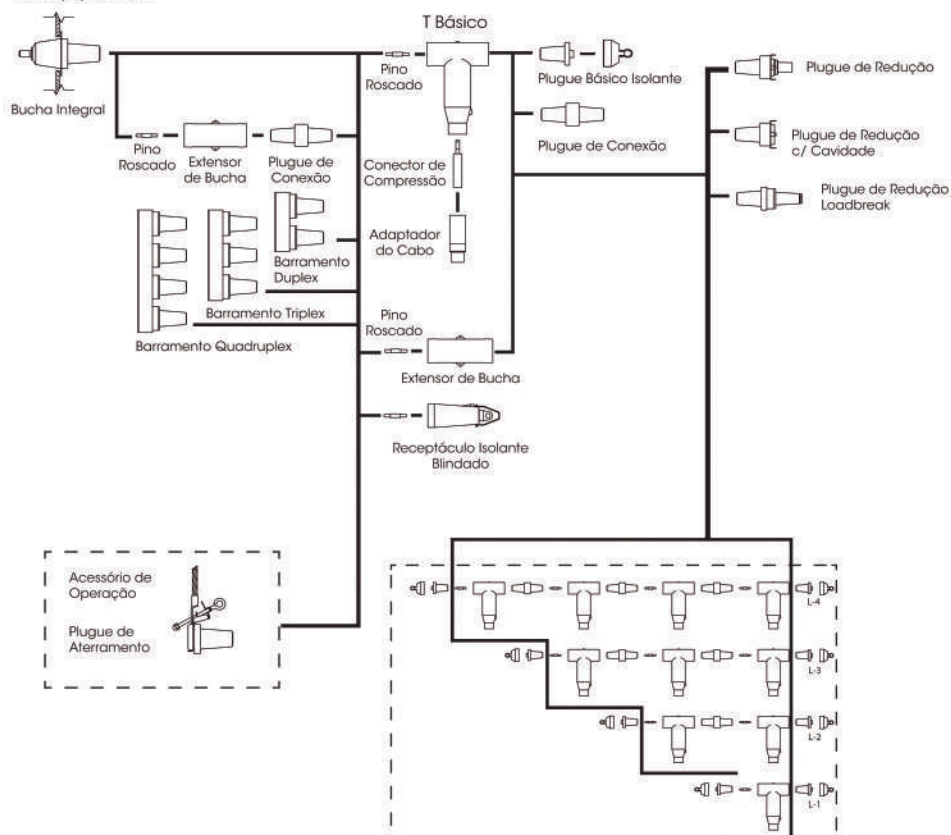 T Básico
Pino
Roscado
Plugue Básico Isolante
Plugue de Redução
Bucha Integral
Pino
Roscado
Extensor
de Bucha
Plugue de
Conexão
Conector de
Compressão
Plugue de Conexão
Plugue de Redução
c/ Cavidade
Plugue de Redução
Loadbreak
Adaptador
do Cabo
Barramento
Duplex
Barramento Triplex
Barramento Quadruplex
Pino
Roscado
Extensor de Bucha
Receptáculo Isolante
Blindado
Acessório de
Operação
Plugue de
Aterramento
L-4
L-3
L-2
L-1